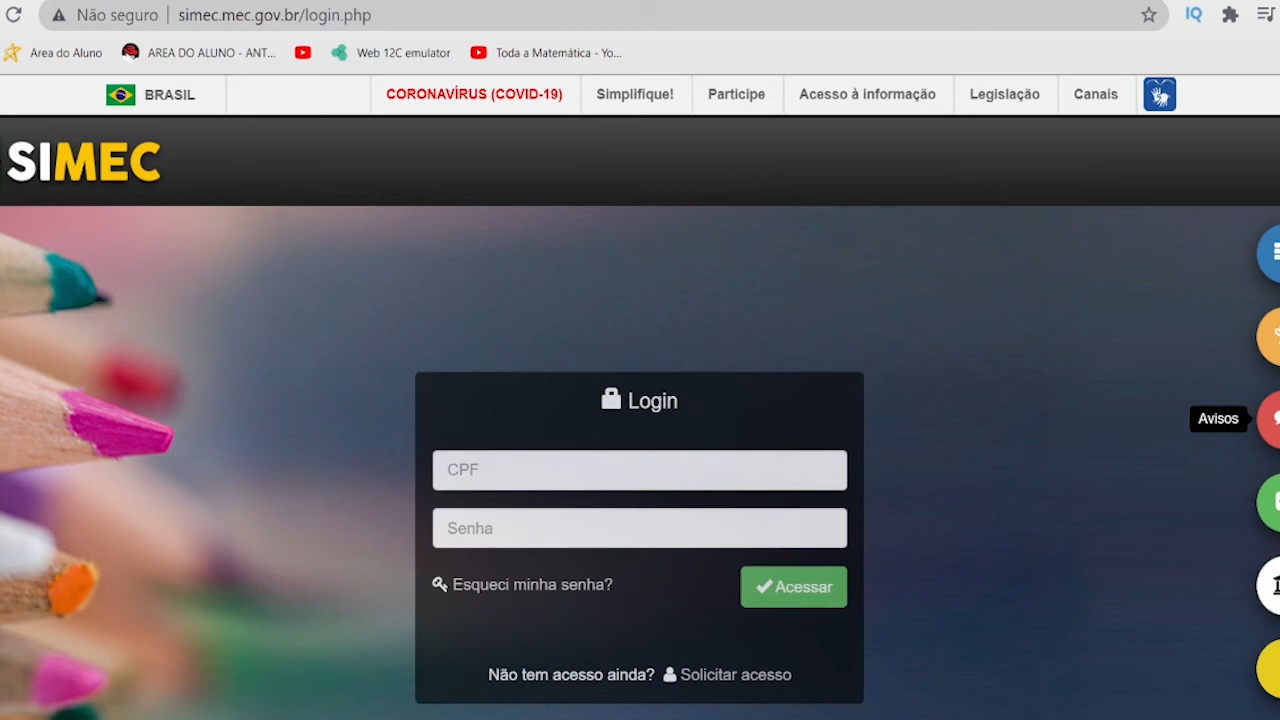 Não seguro simec.mec.gov.br/login.php IQ
Area do Aluno AREA DO ALUNO - ANT... Web 12C emulator Toda a Matemática - Yo...
BRASIL CORONAVÍRUS (COVID-19) Simplifique! Participe Acesso à informação Legislação Canais
SIMEC
Login
Avisos
CPF
Senha
Esqueci minha senha? Acessar
Não tem acesso ainda? Solicitar acesso